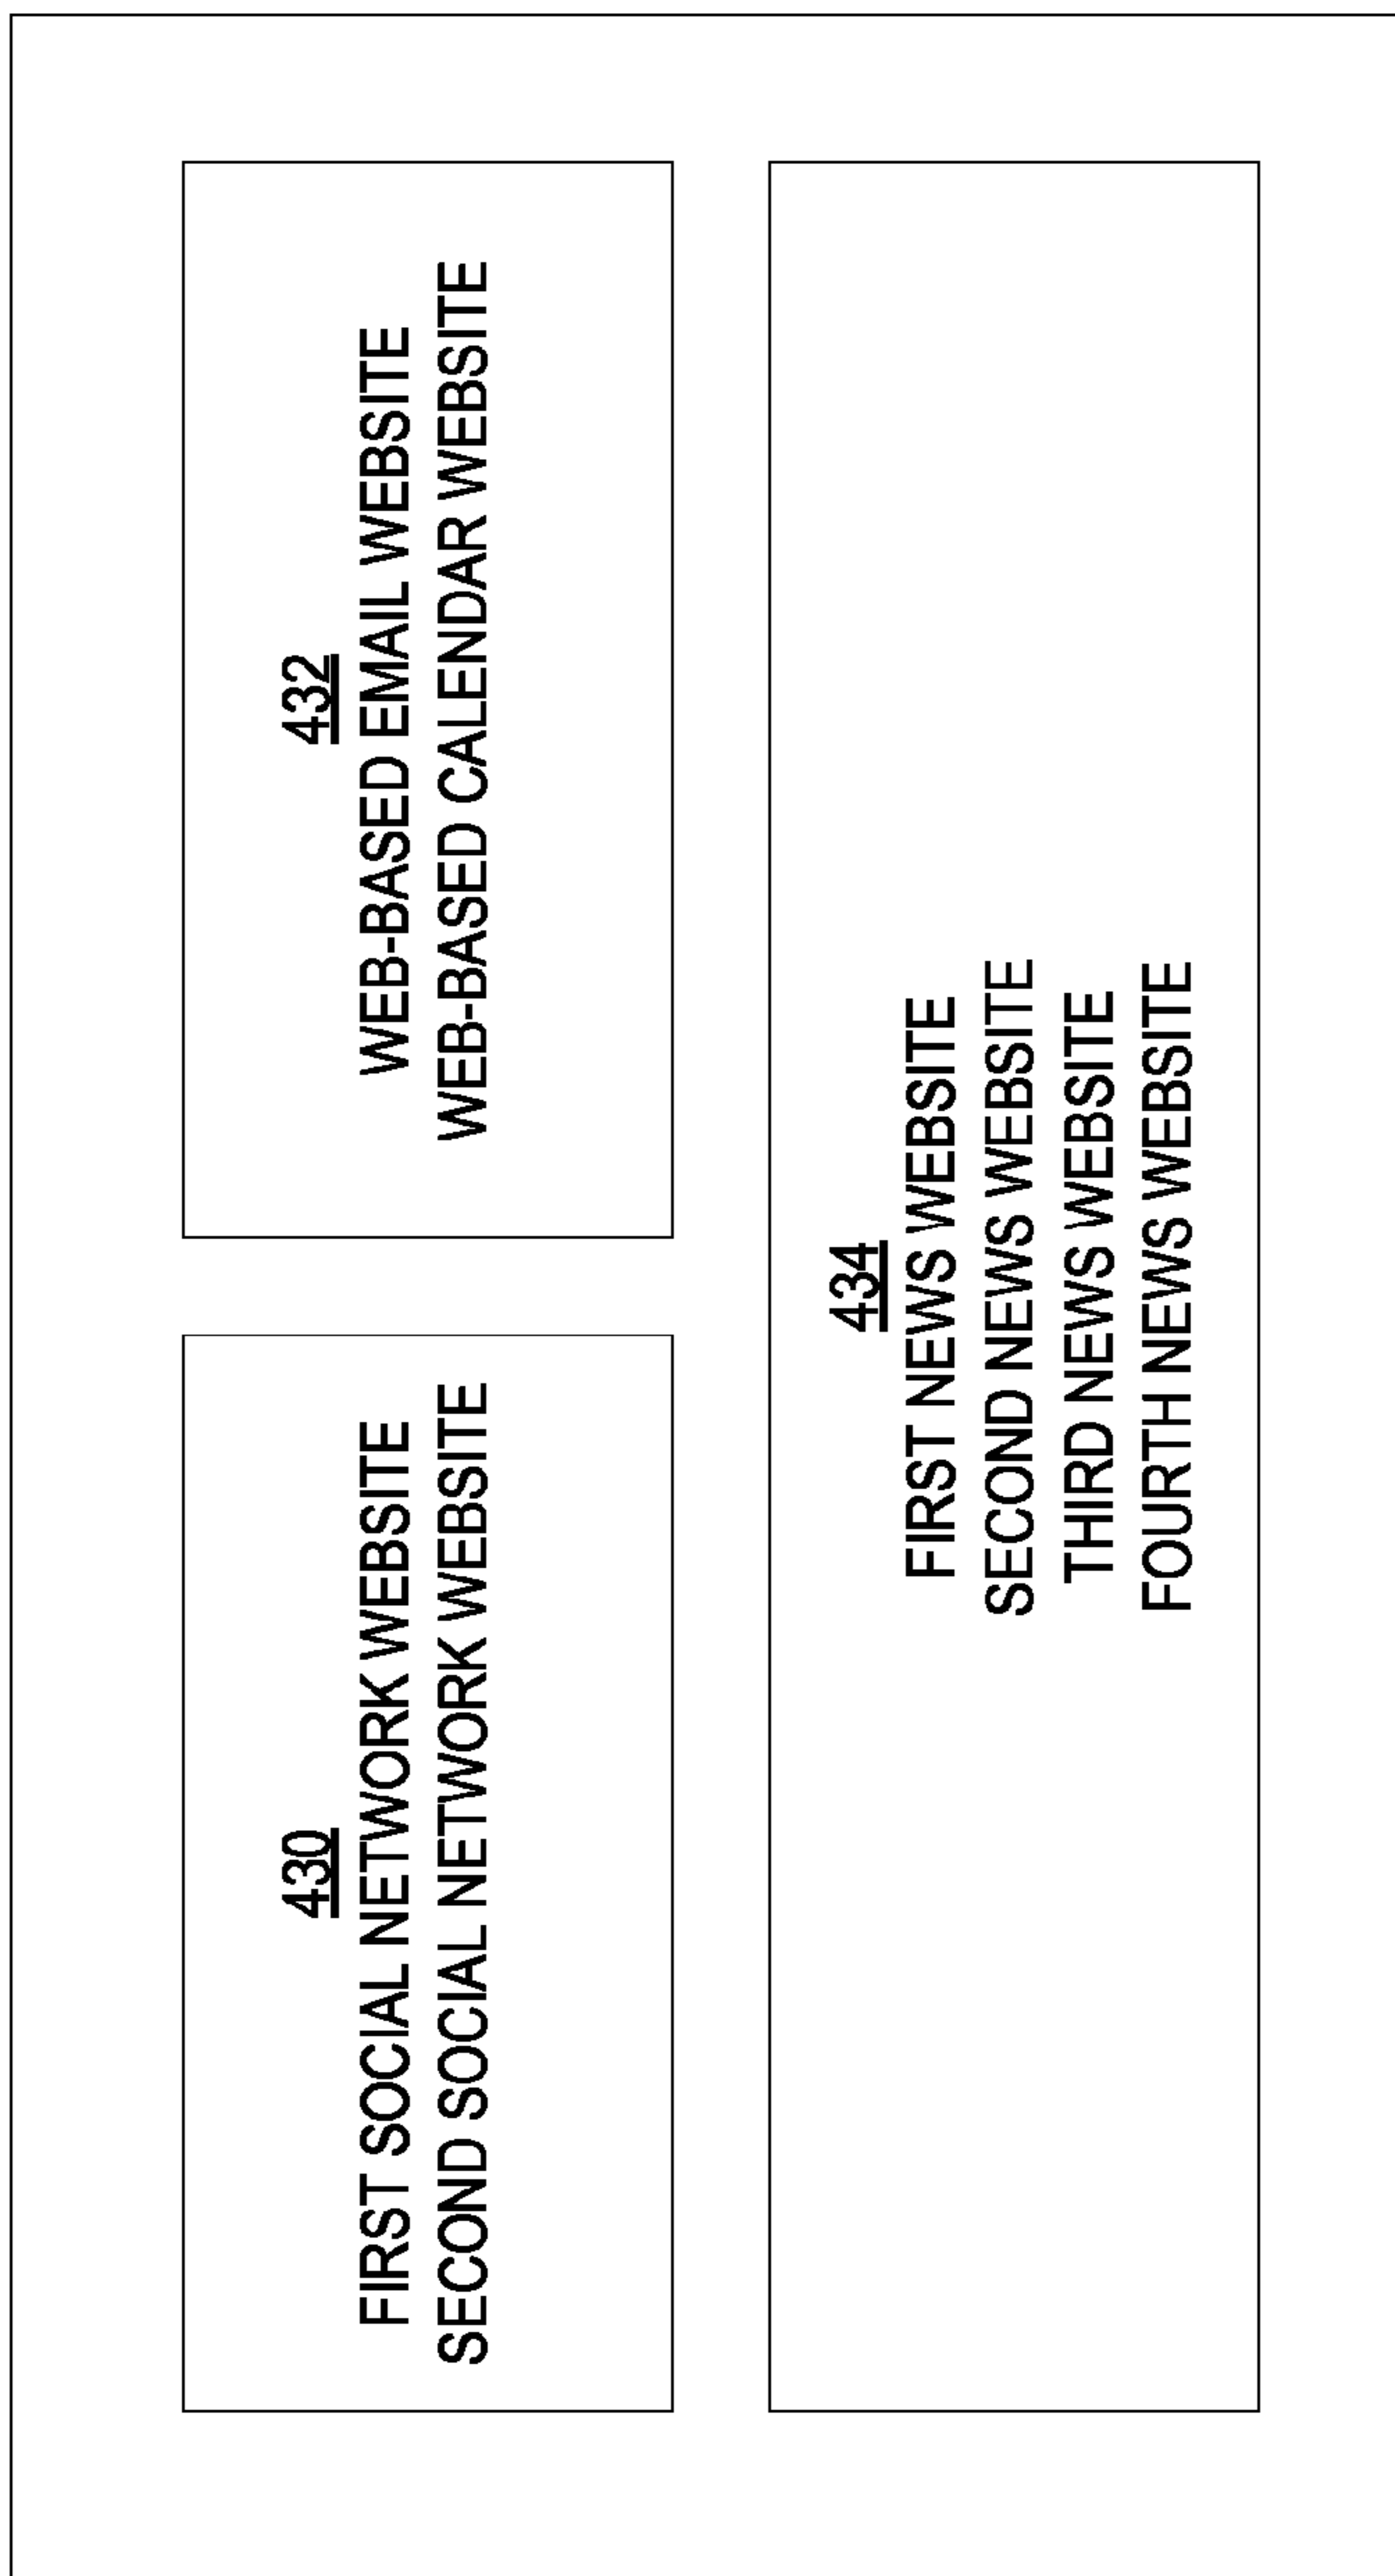 430
FIRST SOCIAL NETWORK WEBSITE
SECOND SOCIAL NETWORK WEBSITE
432
WEB-BASED EMAIL WEBSITE
WEB-BASED CALENDAR WEBSITE
434
FIRST NEWS WEBSITE
SECOND NEWS WEBSITE
THIRD NEWS WEBSITE
FOURTH NEWS WEBSITE